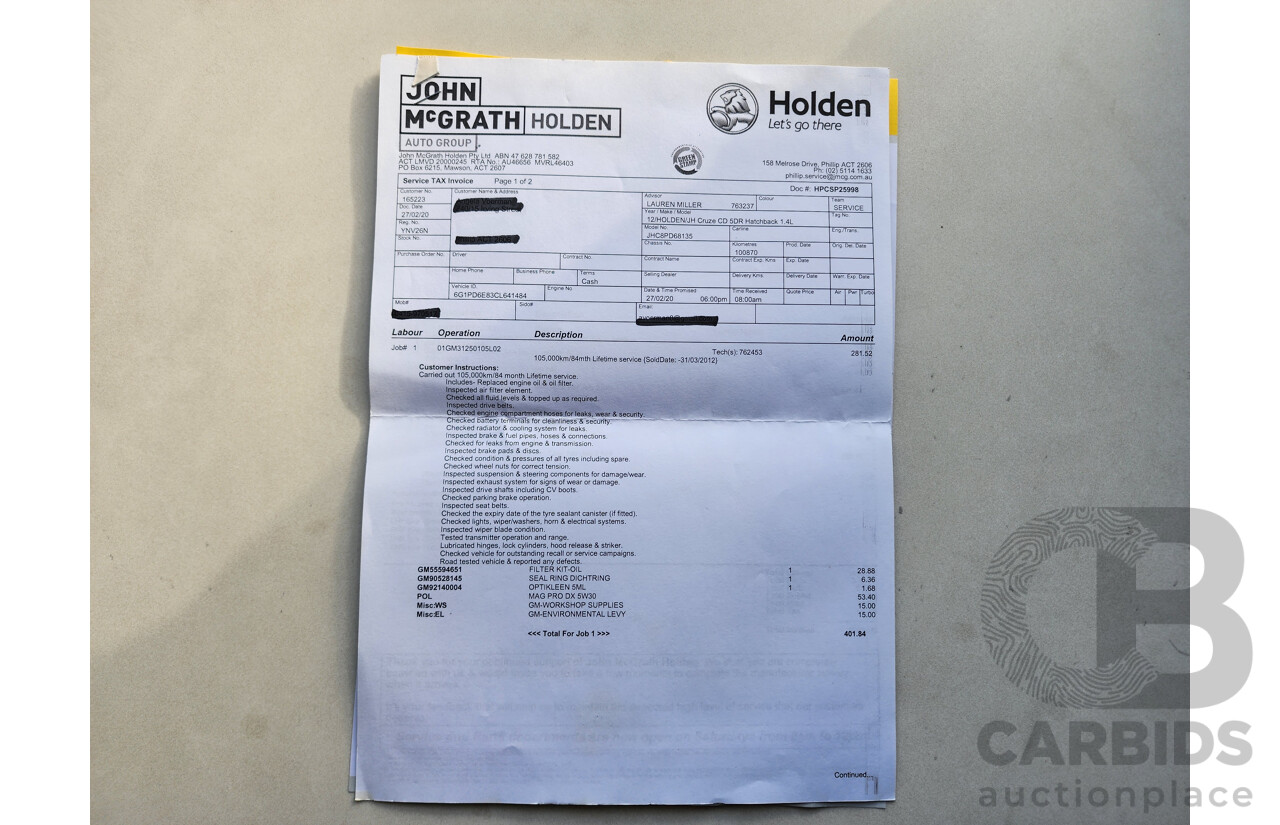 JOHN
McGRATH HOLDEN
AUTO GROUP
Holden
Let's go there
John McGrath Holden Pty Ltd ABN 47 628 781 582
ACT LMVD 20000245 RTA No.: AU46656 MVRL46403
PO Box 6215, Mawson, ACT 2607
GREEN STAMP
158 Melrose Drive, Phillip ACT 2606
Ph: (02) 5114 1633
phillip.service@jmcg.com.au
Service TAX Invoice Page 1 of 2
Doc #: HPCSP25998
Customer No. Customer Name & Address
165223
Doc. Date
27/02/20
Reg. No.
YNV26N
Stock No.
Advisor Colour Team
LAUREN MILLER 763237 SERVICE
Year / Make / Model Tag No.
12/HOLDEN/JH Cruze CD 5DR Hatchback 1.4L
Model No. Carlink Eng./Trans.
JHC8PD68135
Chassis No. Kilometres Prod. Date Orig. Del. Date
100870
Purchase Order No. Driver Contract No. Contract Name Contract Exp. Kms Exp. Date
Home Phone Business Phone Terms Selling Dealer Delivery Kms Delivery Date Warr. Exp. Date
Cash
Vehicle ID. Engine No. Date & Time Promised Time Received Quote Price Air Pwr Turbo
6G1PD6E83CL641484 27/02/20 06:00pm 08:00am
Mob# Sido# Email
Labour Operation Description Amount
Job# 1 01GM31250105L02 Tech(s): 762453 281.52
105,000km/84mth Lifetime service (SoldDate: -31/03/2012)
Customer Instructions:
Carried out 105,000km/84 month Lifetime service.
Includes- Replaced engine oil & oil filter.
Inspected air filter element.
Checked all fluid levels & topped up as required.
Inspected drive belts.
Checked engine compartment hoses for leaks, wear & security.
Checked battery terminals for cleanliness & security.
Checked radiator & cooling system for leaks.
Inspected brake & fuel pipes, hoses & connections.
Checked for leaks from engine & transmission.
Inspected brake pads & discs.
Checked condition & pressures of all tyres including spare.
Checked wheel nuts for correct tension.
Inspected suspension & steering components for damage/wear.
Inspected exhaust system for signs of wear or damage.
Inspected drive shafts including CV boots.
Checked parking brake operation.
Inspected seat belts.
Checked the expiry date of the tyre sealant canister (if fitted).
Checked lights, wiper/washers, horn & electrical systems.
Inspected wiper blade condition.
Tested transmitter operation and range.
Lubricated hinges, lock cylinders, hood release & striker.
Checked vehicle for outstanding recall or service campaigns.
Road tested vehicle & reported any defects.
GM55594651 FILTER KIT-OIL 1 28.88
GM90528145 SEAL RING DICHTRING 1 6.36
GM92140004 OPTIKLEEN 5ML 1 1.68
POL MAG PRO DX 5W30 53.40
Misc:WS GM-WORKSHOP SUPPLIES 15.00
Misc:EL GM-ENVIRONMENTAL LEVY 15.00
<<< Total For Job 1 >>> 401.84
Continued...
CB
CARBIDS
auctionplace